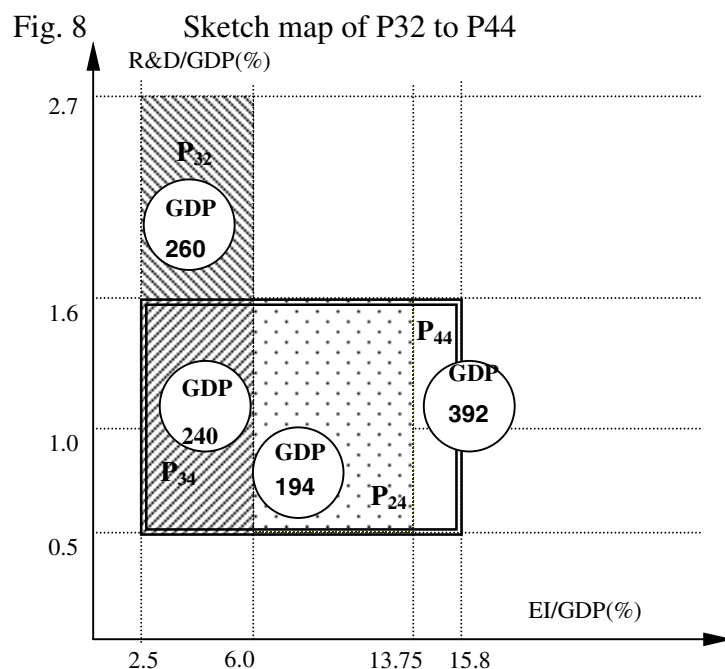 Fig. 8 Sketch map of P32 to P44
R&D/GDP(%)
2.7
P32
GDP
260
1.6
P44
GDP
GDP
392
240
1.0
GDP
P34
194
P24
0.5
EI/GDP(%)
2.5 6.0 13.75 15.8